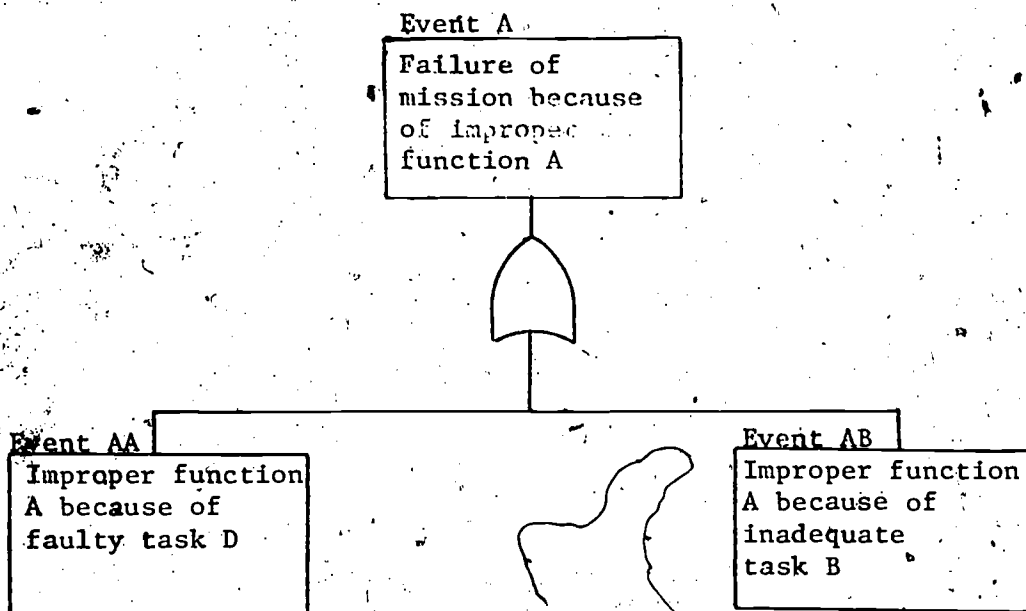 Event A
Failure of
mission because
of improper
function A
Event AA
Improper function
A because of
faulty task D
Event AB
Improper function
A because of
inadequate
task B